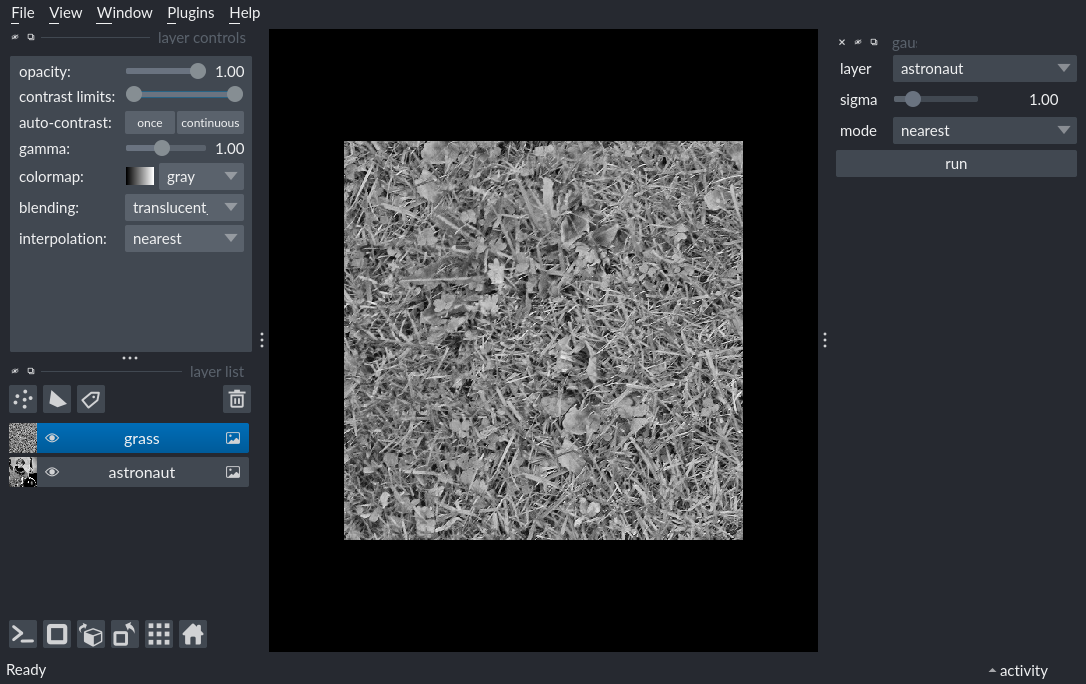 File View Window Plugins Help
layer controls
opacity: 1.00
contrast limits:
auto-contrast: once continuous
gamma: 1.00
colormap: gray
blending: translucent
interpolation: nearest
layer list
grass
astronaut
gau
layer astronaut
sigma 1.00
mode nearest
run
Ready
activity